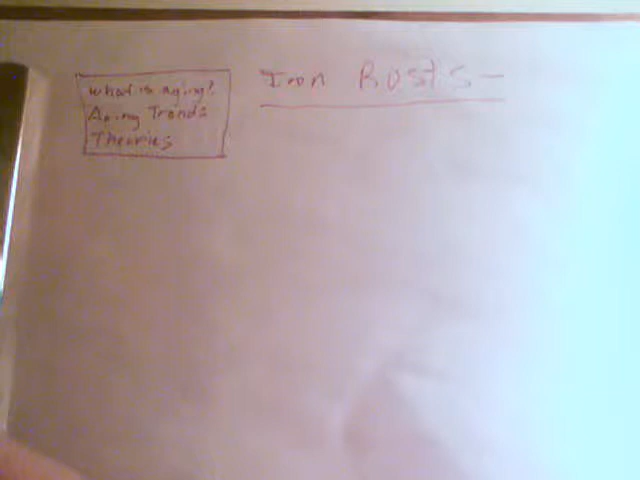 What is aging?
Aging Trends
Theories
Iron Rusts-